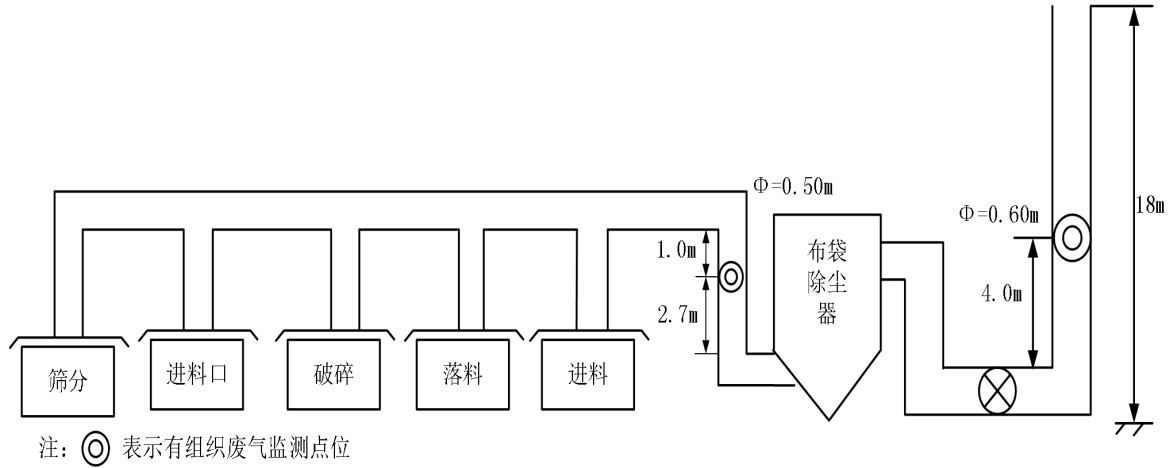 Φ=0.50m
18m
Φ=0.60m
1.0m
布袋
除尘
器
4.0m
2.7m
筛分
进料口
破碎
落料
进料
注: 表示有组织废气监测点位